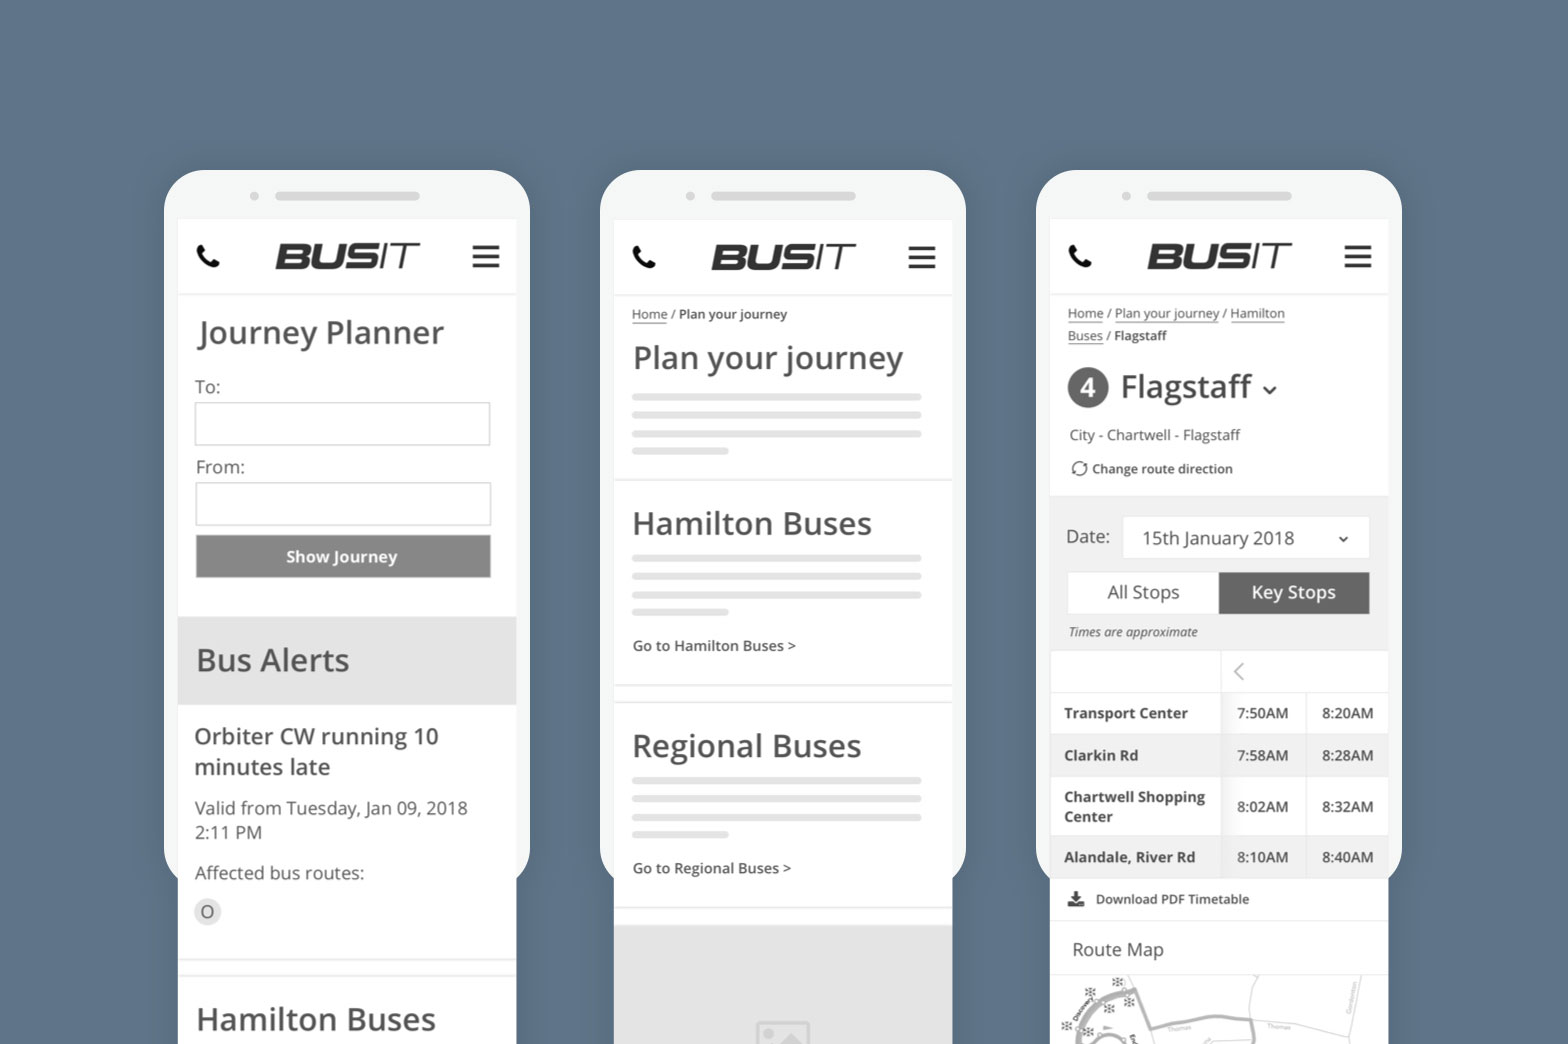 BUSIT
Journey Planner
To:
From:
Show Journey
Bus Alerts
Orbiter CW running 10
minutes late
Valid from Tuesday, Jan 09, 2018
2:11 PM
Affected bus routes:
O
Hamilton Buses
BUSIT
Home / Plan your journey
Plan your journey
Hamilton Buses
Go to Hamilton Buses >
Regional Buses
Go to Regional Buses >
BUSIT
Home / Plan your journey / Hamilton
Buses / Flagstaff
4 Flagstaff
City - Chartwell - Flagstaff
Change route direction
Date: 15th January 2018
All Stops Key Stops
Times are approximate
Transport Center 7:50AM 8:20AM
Clarkin Rd 7:58AM 8:28AM
Chartwell Shopping
Center 8:02AM 8:32AM
Alandale, River Rd 8:10AM 8:40AM
Download PDF Timetable
Route Map
Discovery
Thomas
Thomas